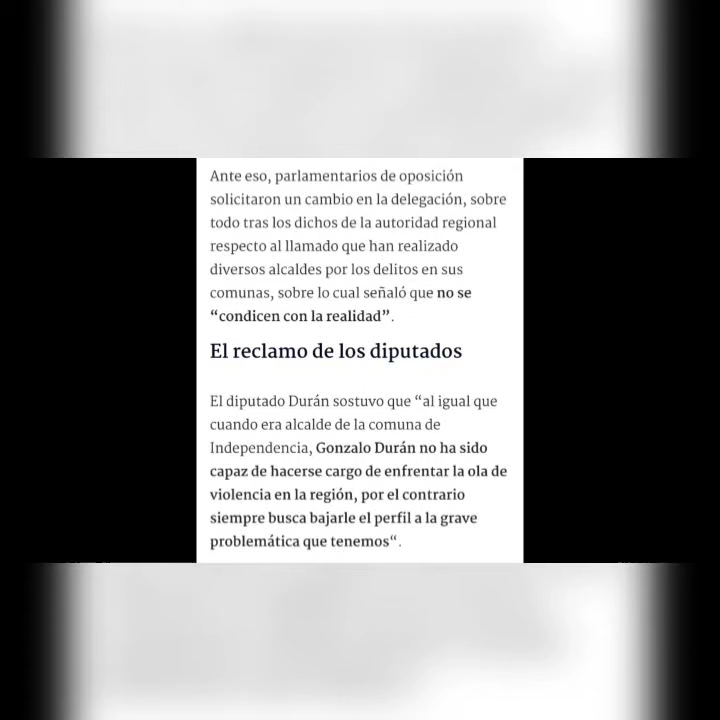 Ante eso, parlamentarios de oposición
solicitaron un cambio en la delegación, sobre
todo tras los dichos de la autoridad regional
respecto al llamado que han realizado
diversos alcaldes por los delitos en sus
comunas, sobre lo cual señaló que no se
“condicen con la realidad”.
El reclamo de los diputados
El diputado Durán sostuvo que “al igual que
cuando era alcalde de la comuna de
Independencia, Gonzalo Durán no ha sido
capaz de hacerse cargo de enfrentar la ola de
violencia en la región, por el contrario
siempre busca bajarle el perfil a la grave
problemática que tenemos“.